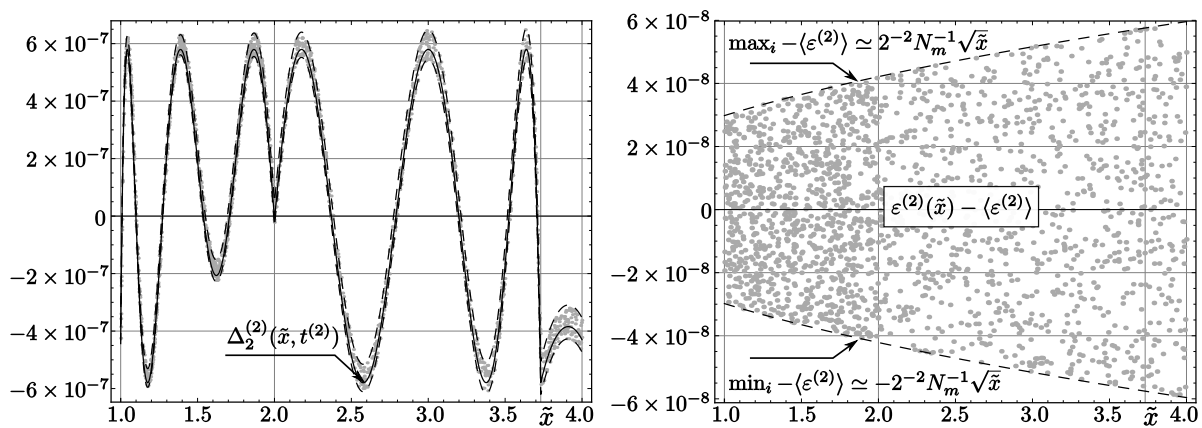 6 × 10⁻⁷
4 × 10⁻⁷
2 × 10⁻⁷
0
−2 × 10⁻⁷
−4 × 10⁻⁷
−6 × 10⁻⁷
Δ₂⁽²⁾(x̃, t⁽²⁾)
1.0 1.5 2.0 2.5 3.0 3.5 x̃ 4.0
6 × 10⁻⁸
4 × 10⁻⁸
2 × 10⁻⁸
0
−2 × 10⁻⁸
−4 × 10⁻⁸
−6 × 10⁻⁸
maxᵢ −⟨ε⁽²⁾⟩ ≃ 2⁻²Nₘ⁻¹√x̃
ε⁽²⁾(x̃) − ⟨ε⁽²⁾⟩
minᵢ −⟨ε⁽²⁾⟩ ≃ −2⁻²Nₘ⁻¹√x̃
1.0 1.5 2.0 2.5 3.0 3.5 x̃ 4.0